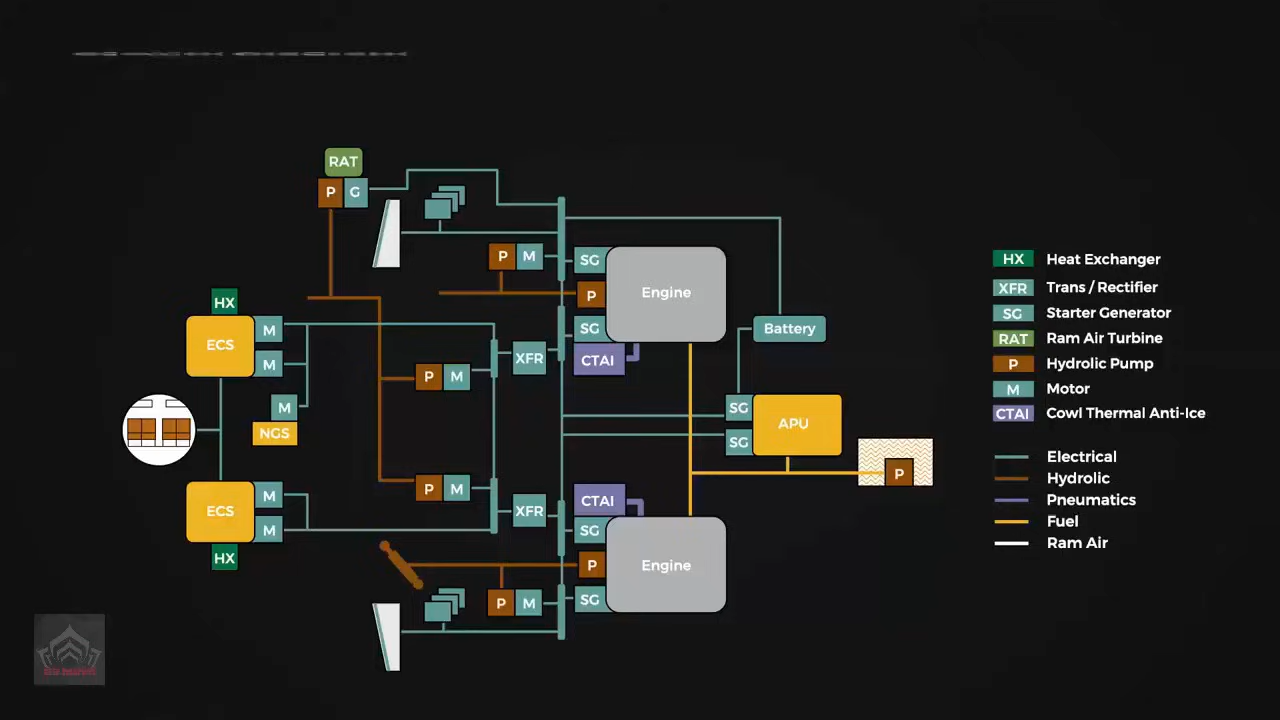 RAT
P G
P M SG
Engine
P
HX
SG
M
Battery
ECS
XFR
CTAI
M
P M
M
SG
APU
NGS
SG
P
P M
M
CTAI
ECS
XFR
SG
M
HX
P
Engine
P M SG
HX Heat Exchanger
XFR Trans / Rectifier
SG Starter Generator
RAT Ram Air Turbine
P Hydrolic Pump
M Motor
CTAI Cowl Thermal Anti-Ice
Electrical
Hydrolic
Pneumatics
Fuel
Ram Air